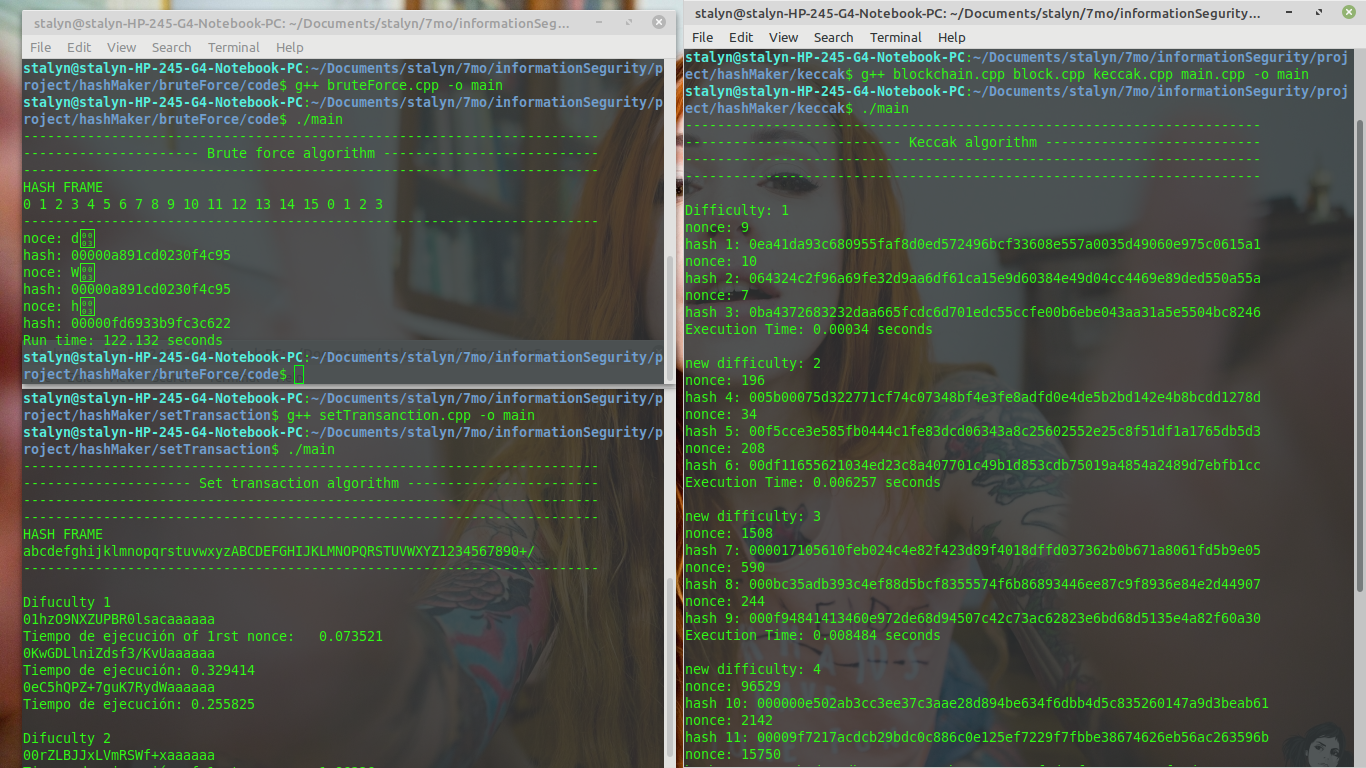 stalyn@stalyn-HP-245-G4-Notebook-PC: ~/Documents/stalyn/7mo/informationSeg...
File Edit View Search Terminal Help
stalyn@stalyn-HP-245-G4-Notebook-PC:~/Documents/stalyn/7mo/informationSegurity/p
roject/hashMaker/bruteForce/code$ g++ bruteForce.cpp -o main
stalyn@stalyn-HP-245-G4-Notebook-PC:~/Documents/stalyn/7mo/informationSegurity/p
roject/hashMaker/bruteForce/code$ ./main
------------------------------------------------------------------------
---------------------- Brute force algorithm ---------------------------
------------------------------------------------------------------------
HASH FRAME
0 1 2 3 4 5 6 7 8 9 10 11 12 13 14 15 0 1 2 3
------------------------------------------------------------------------
noce: d
hash: 00000a891cd0230f4c95
noce: W
hash: 00000a891cd0230f4c95
noce: h
hash: 00000fd6933b9fc3c622
Run time: 122.132 seconds
stalyn@stalyn-HP-245-G4-Notebook-PC:~/Documents/stalyn/7mo/informationSegurity/p
roject/hashMaker/bruteForce/code$
stalyn@stalyn-HP-245-G4-Notebook-PC:~/Documents/stalyn/7mo/informationSegurity/p
roject/hashMaker/setTransaction$ g++ setTransanction.cpp -o main
stalyn@stalyn-HP-245-G4-Notebook-PC:~/Documents/stalyn/7mo/informationSegurity/p
roject/hashMaker/setTransaction$ ./main
------------------------------------------------------------------------
--------------------- Set transaction algorithm ------------------------
------------------------------------------------------------------------
------------------------------------------------------------------------
HASH FRAME
abcdefghijklmnopqrstuvwxyzABCDEFGHIJKLMNOPQRSTUVWXYZ1234567890+/
------------------------------------------------------------------------
Difuculty 1
01hzO9NXZUPBR0lsacaaaaaa
Tiempo de ejecución of 1rst nonce: 0.073521
0KwGDLlniZdsf3/KvUaaaaaa
Tiempo de ejecución: 0.329414
0eC5hQPZ+7guK7RydWaaaaaa
Tiempo de ejecución: 0.255825
Difuculty 2
00rZLBJJxLVmRSWf+xaaaaaa
stalyn@stalyn-HP-245-G4-Notebook-PC: ~/Documents/stalyn/7mo/informationSegurity...
File Edit View Search Terminal Help
stalyn@stalyn-HP-245-G4-Notebook-PC:~/Documents/stalyn/7mo/informationSegurity/proj
ect/hashMaker/keccak$ g++ blockchain.cpp block.cpp keccak.cpp main.cpp -o main
stalyn@stalyn-HP-245-G4-Notebook-PC:~/Documents/stalyn/7mo/informationSegurity/proj
ect/hashMaker/keccak$ ./main
------------------------------------------------------------------------
--------------------------- Keccak algorithm ---------------------------
------------------------------------------------------------------------
------------------------------------------------------------------------
Difficulty: 1
nonce: 9
hash 1: 0ea41da93c680955faf8d0ed572496bcf33608e557a0035d49060e975c0615a1
nonce: 10
hash 2: 064324c2f96a69fe32d9aa6df61ca15e9d60384e49d04cc4469e89ded550a55a
nonce: 7
hash 3: 0ba4372683232daa665fcdc6d701edc55ccfe00b6ebe043aa31a5e5504bc8246
Execution Time: 0.00034 seconds
new difficulty: 2
nonce: 196
hash 4: 005b00075d322771cf74c07348bf4e3fe8adfd0e4de5b2bd142e4b8bcdd1278d
nonce: 34
hash 5: 00f5cce3e585fb0444c1fe83dcd06343a8c25602552e25c8f51df1a1765db5d3
nonce: 208
hash 6: 00df11655621034ed23c8a407701c49b1d853cdb75019a4854a2489d7ebfb1cc
Execution Time: 0.006257 seconds
new difficulty: 3
nonce: 1508
hash 7: 000017105610feb024c4e82f423d89f4018dffd037362b0b671a8061fd5b9e05
nonce: 590
hash 8: 000bc35adb393c4ef88d5bcf8355574f6b86893446ee87c9f8936e84e2d44907
nonce: 244
hash 9: 000f94841413460e972de68d94507c42c73ac62823e6bd68d5135e4a82f60a30
Execution Time: 0.008484 seconds
new difficulty: 4
nonce: 96529
hash 10: 000000e502ab3cc3ee37c3aae28d894be634f6dbb4d5c835260147a9d3beab61
nonce: 2142
hash 11: 00009f7217acdcb29bdc0c886c0e125ef7229f7fbbe38674626eb56ac263596b
nonce: 15750